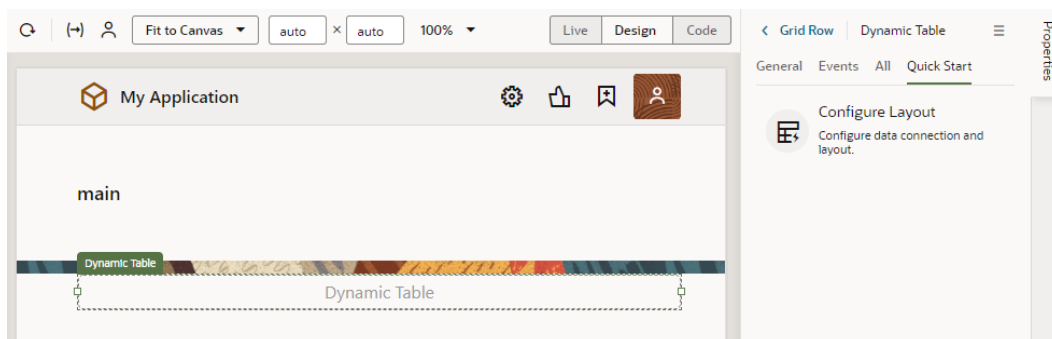 Fit to Canvas auto × auto 100% Live Design Code
Grid Row Dynamic Table
Properties
General Events All Quick Start
My Application
Configure Layout
Configure data connection and
layout.
main
Dynamic Table
Dynamic Table